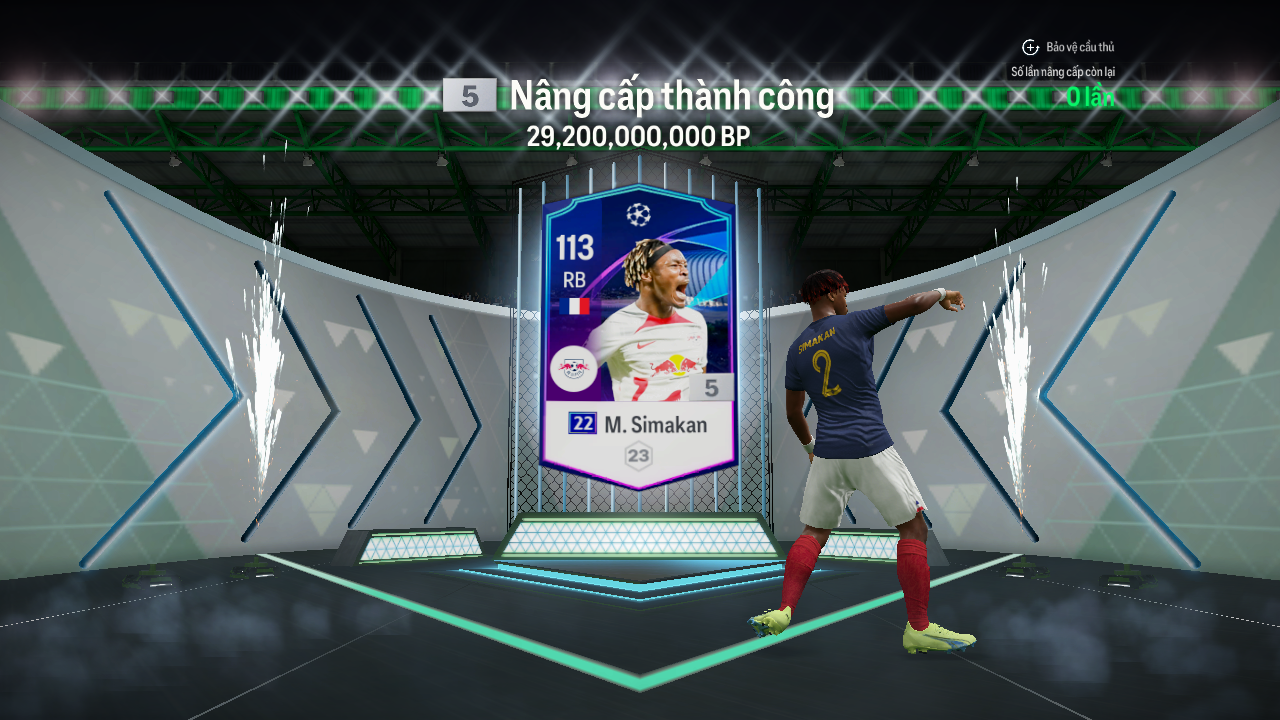 Bảo vệ cầu thủ
Số lần nâng cấp còn lại
0 lần
5 Nâng cấp thành công
29,200,000,000 BP
113
RB
5
22 M. Simakan
23
SIMAKAN
2